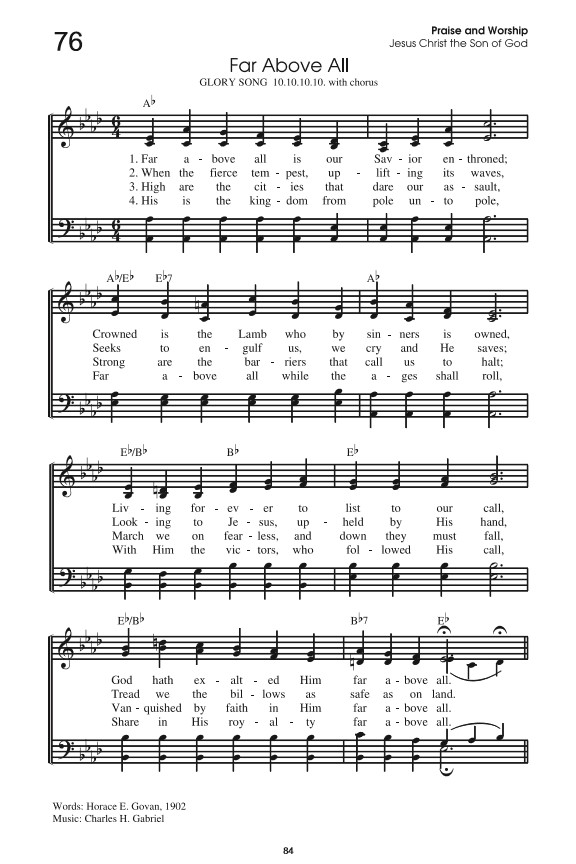 76
Praise and Worship
Jesus Christ the Son of God
Far Above All
GLORY SONG 10.10.10.10. with chorus
A♭
1. Far a - bove all is our Sav - ior en - throned;
2. When the fierce tem - pest, up - lift - ing its waves,
3. High are the cit - ies that dare our as - sault,
4. His is the king - dom from pole un - to pole,
A♭/E♭ E♭7 A♭
Crowned is the Lamb who by sin - ners is owned,
Seeks to en - gulf us, we cry and He saves;
Strong are the bar - riers that call us to halt;
Far a - bove all while the a - ges shall roll,
E♭/B♭ B♭ E♭
Liv - ing for - ev - er to list to our call,
Look - ing to Je - sus, up - held by His hand,
March we on fear - less, and down they must fall,
With Him the vic - tors, who fol - lowed His call,
E♭/B♭ B♭7 E♭
God hath ex - alt - ed Him far a - bove all.
Tread we the bil - lows as safe as on land.
Van - quished by faith in Him far a - bove all.
Share in His roy - al - ty far a - bove all.
Words: Horace E. Govan, 1902
Music: Charles H. Gabriel
84